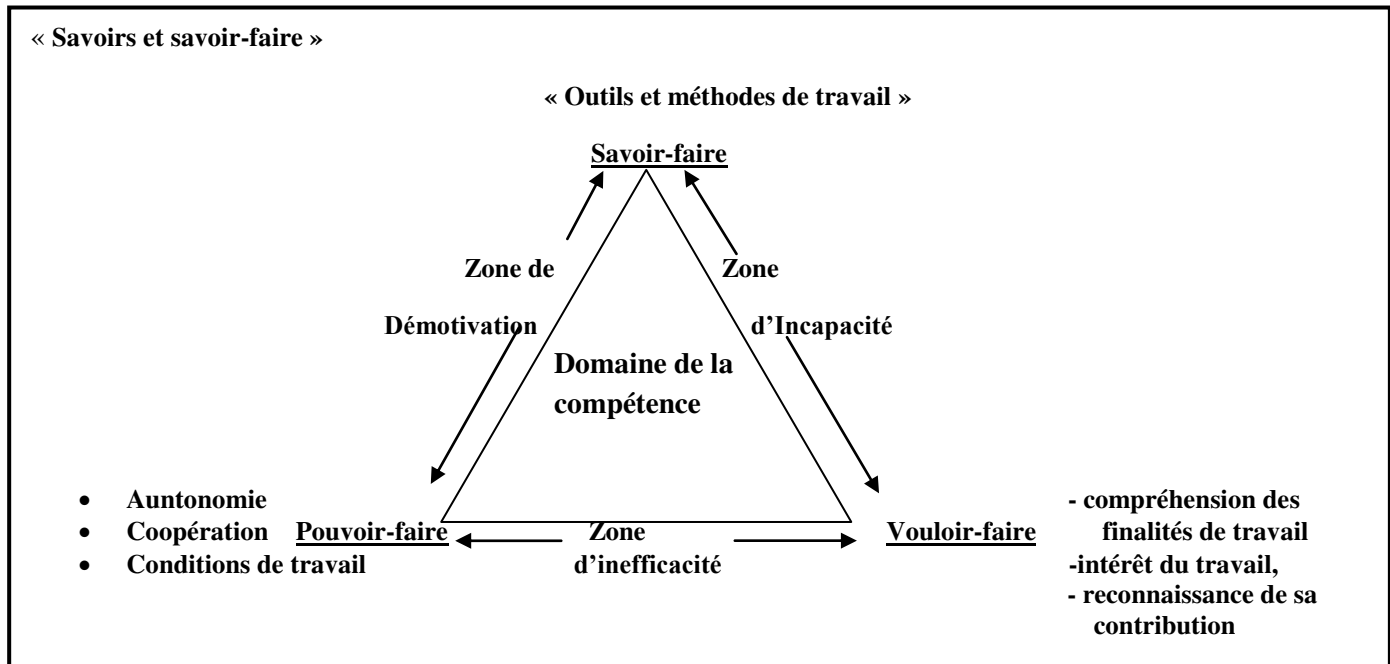 « Savoirs et savoir-faire »
« Outils et méthodes de travail »
Savoir-faire
Zone de
Zone
Démotivation
d’Incapacité
Domaine de la
compétence
• Auntonomie
• Coopération
• Conditions de travail
Pouvoir-faire
Zone
d’inefficacité
Vouloir-faire
- compréhension des
finalités de travail
-intérêt du travail,
- reconnaissance de sa
contribution